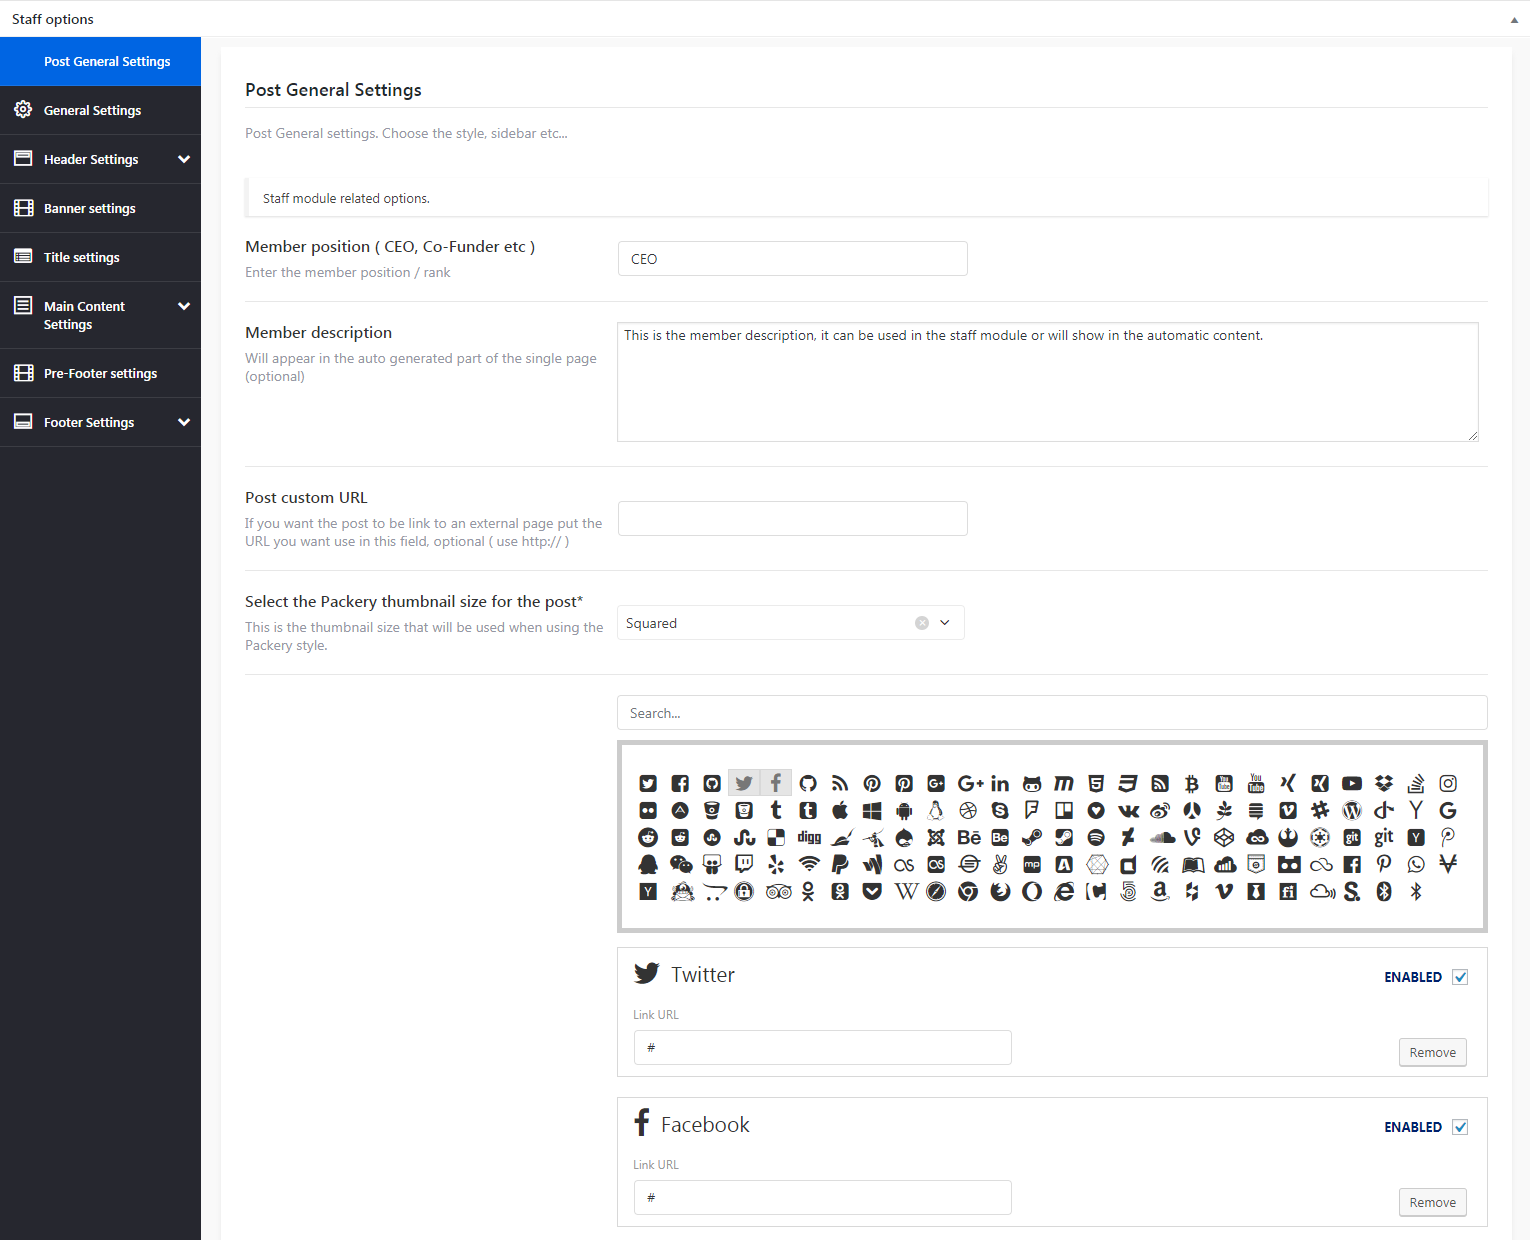 Staff options
Post General Settings
General Settings
Header Settings
Banner settings
Title settings
Main Content
Settings
Pre-Footer settings
Footer Settings
Post General Settings
Post General settings. Choose the style, sidebar etc...
Staff module related options.
Member position ( CEO, Co-Funder etc )
Enter the member position / rank
CEO
Member description
Will appear in the auto generated part of the single page
(optional)
This is the member description, it can be used in the staff module or will show in the automatic content.
Post custom URL
If you want the post to be link to an external page put the
URL you want use in this field, optional ( use http:// )
Select the Packery thumbnail size for the post*
This is the thumbnail size that will be used when using the
Packery style.
Squared
Search...
Twitter
ENABLED
Link URL
#
Remove
Facebook
ENABLED
Link URL
#
Remove